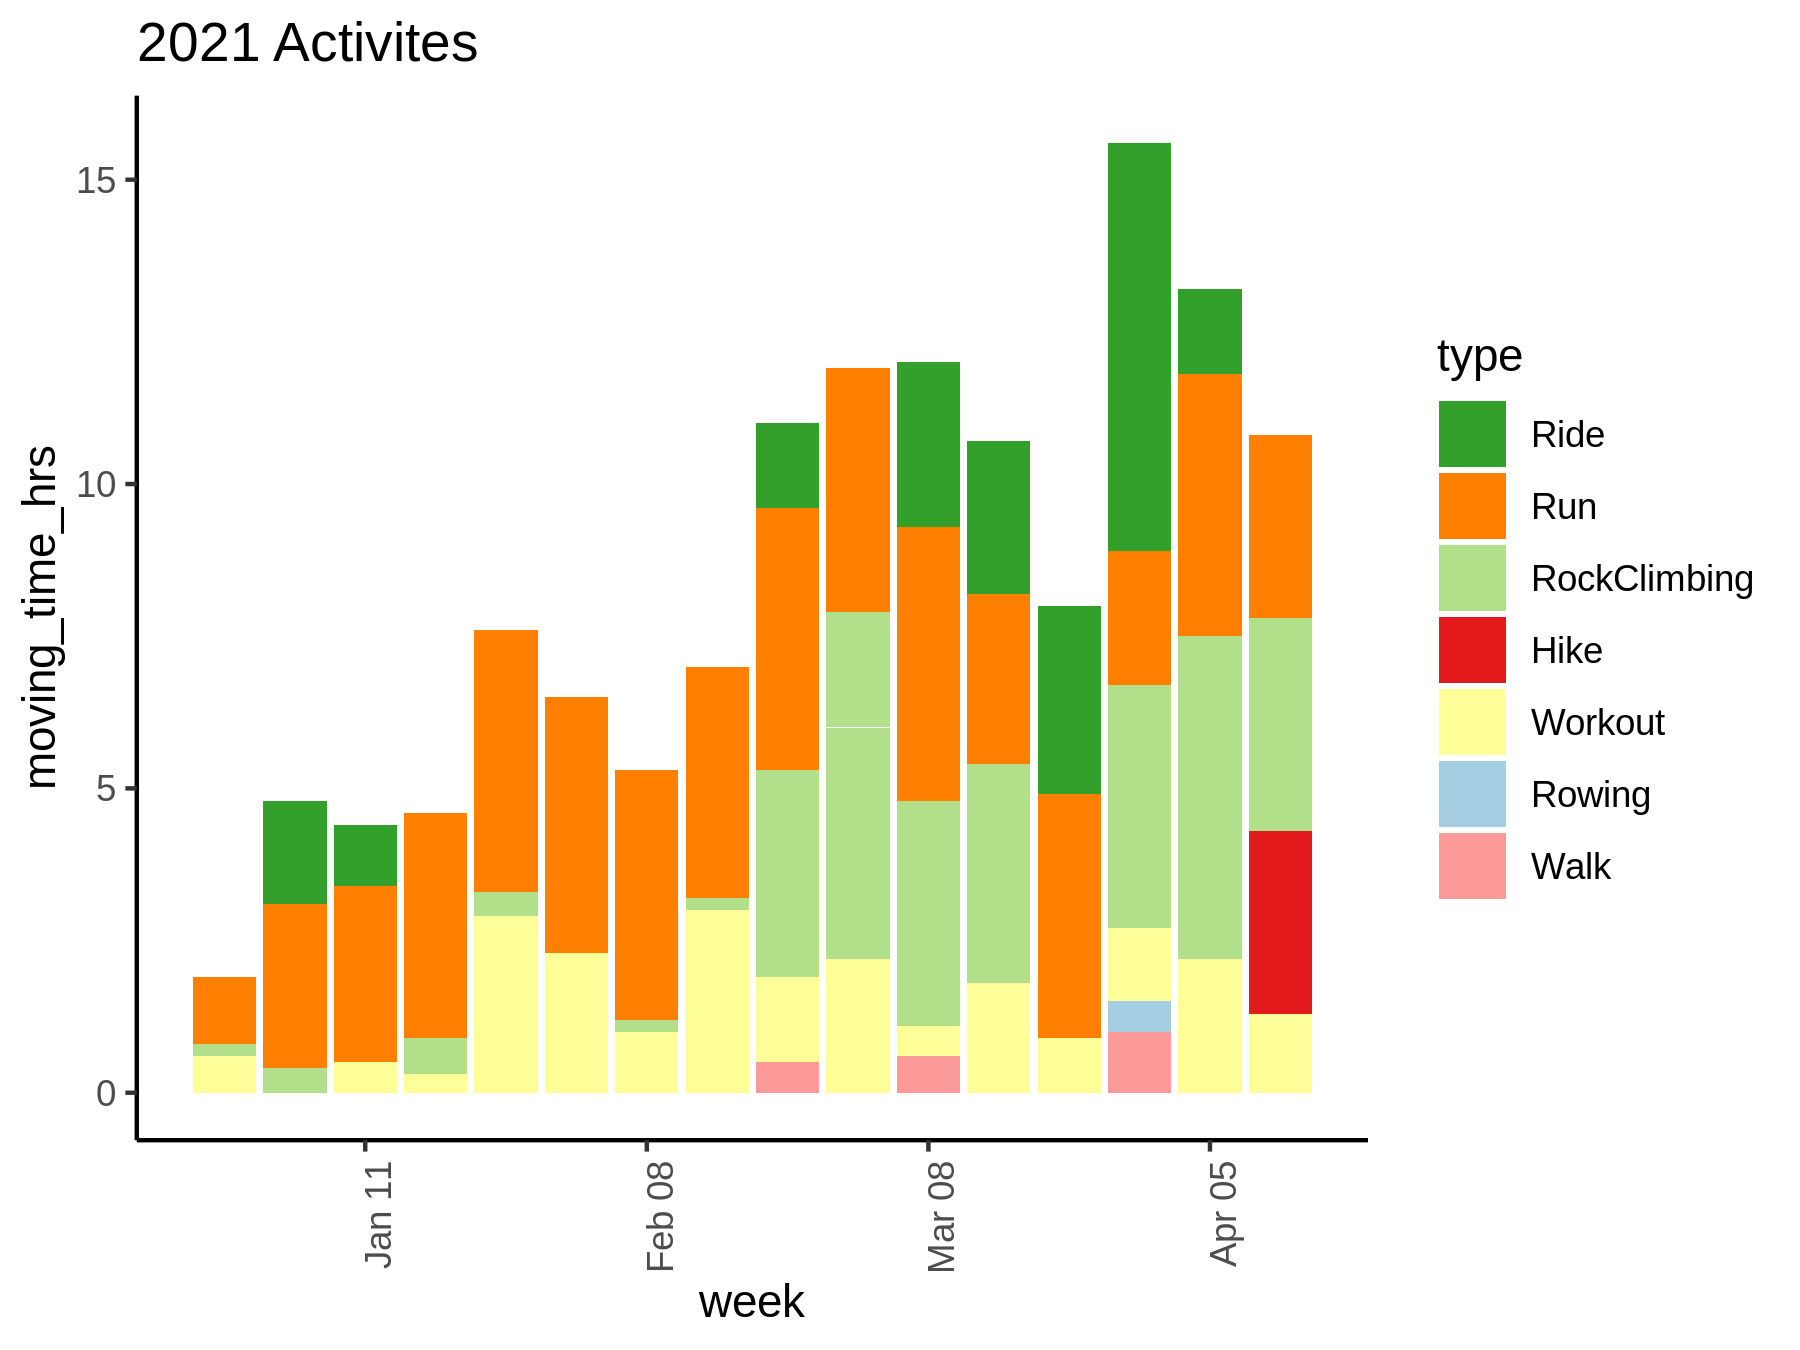 2021 Activites
moving_time_hrs
15
10
5
0
Jan 11
Feb 08
Mar 08
Apr 05
week
type
Ride
Run
RockClimbing
Hike
Workout
Rowing
Walk